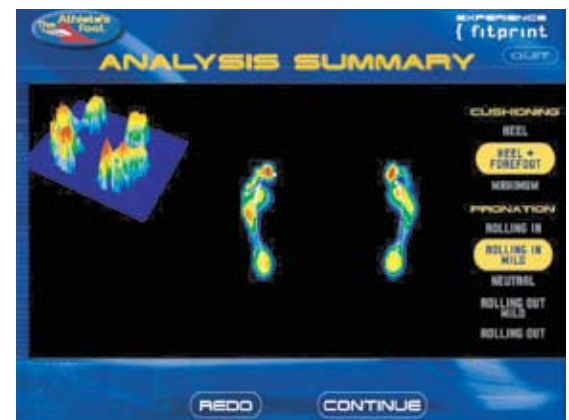 The Athlete's Foot
EXPERIENCE
{ fitprint
QUIT
ANALYSIS SUMMARY
CUSHIONING
HEEL
HEEL +
FOREFOOT
MAXIMUM
PRONATION
ROLLING IN
ROLLING IN
MILD
NEUTRAL
ROLLING OUT
MILD
ROLLING OUT
REDO
CONTINUE